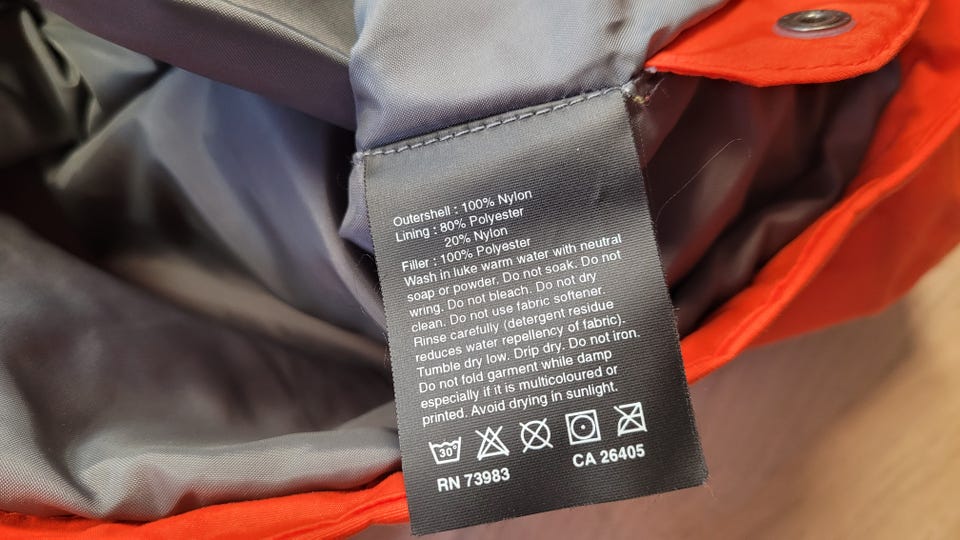 Outershell : 100% Nylon
Lining : 80% Polyester
20% Nylon
Filler : 100% Polyester
Wash in luke warm water with neutral
soap or powder. Do not soak. Do not
wring. Do not bleach. Do not dry
clean. Do not use fabric softener.
Rinse carefully (detergent residue
reduces water repellency of fabric).
Tumble dry low. Drip dry. Do not iron.
Do not fold garment while damp
especially if it is multicoloured or
printed. Avoid drying in sunlight.
30°
RN 73983 CA 26405